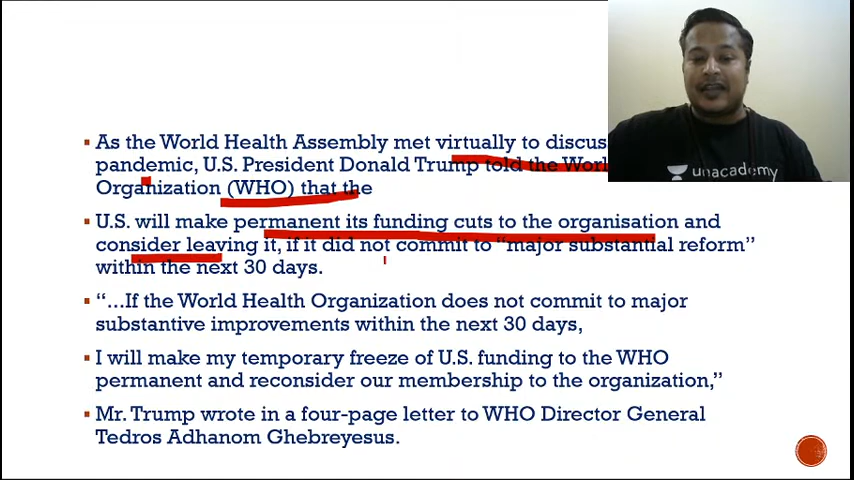 As the World Health Assembly met virtually to discus
pandemic, U.S. President Donald Trump told the Worl
Organization (WHO) that the
U.S. will make permanent its funding cuts to the organisation and
consider leaving it, if it did not commit to “major substantial reform”
within the next 30 days.
“...If the World Health Organization does not commit to major
substantive improvements within the next 30 days,
I will make my temporary freeze of U.S. funding to the WHO
permanent and reconsider our membership to the organization,”
Mr. Trump wrote in a four-page letter to WHO Director General
Tedros Adhanom Ghebreyesus.
unacademy